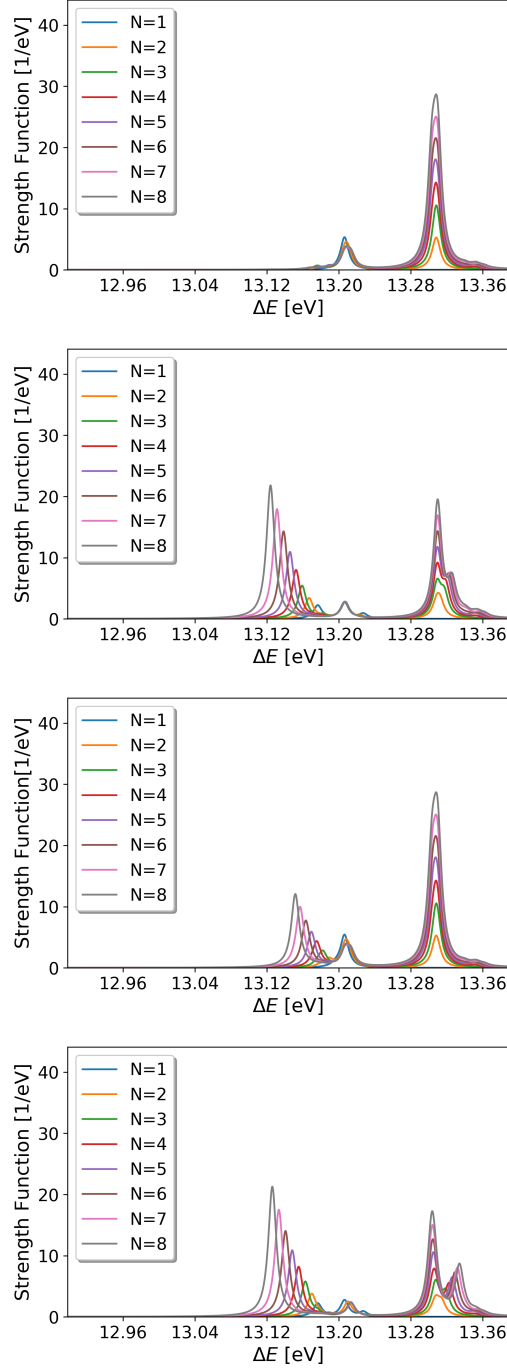 40
30
20
10
0
Strength Function [1/eV]
N=1
N=2
N=3
N=4
N=5
N=6
N=7
N=8
12.96 13.04 13.12 13.20 13.28 13.36
ΔE [eV]
40
30
20
10
0
Strength Function [1/eV]
N=1
N=2
N=3
N=4
N=5
N=6
N=7
N=8
12.96 13.04 13.12 13.20 13.28 13.36
ΔE [eV]
40
30
20
10
0
Strength Function[1/eV]
N=1
N=2
N=3
N=4
N=5
N=6
N=7
N=8
12.96 13.04 13.12 13.20 13.28 13.36
ΔE [eV]
40
30
20
10
0
Strength Function [1/eV]
N=1
N=2
N=3
N=4
N=5
N=6
N=7
N=8
12.96 13.04 13.12 13.20 13.28 13.36
ΔE [eV]